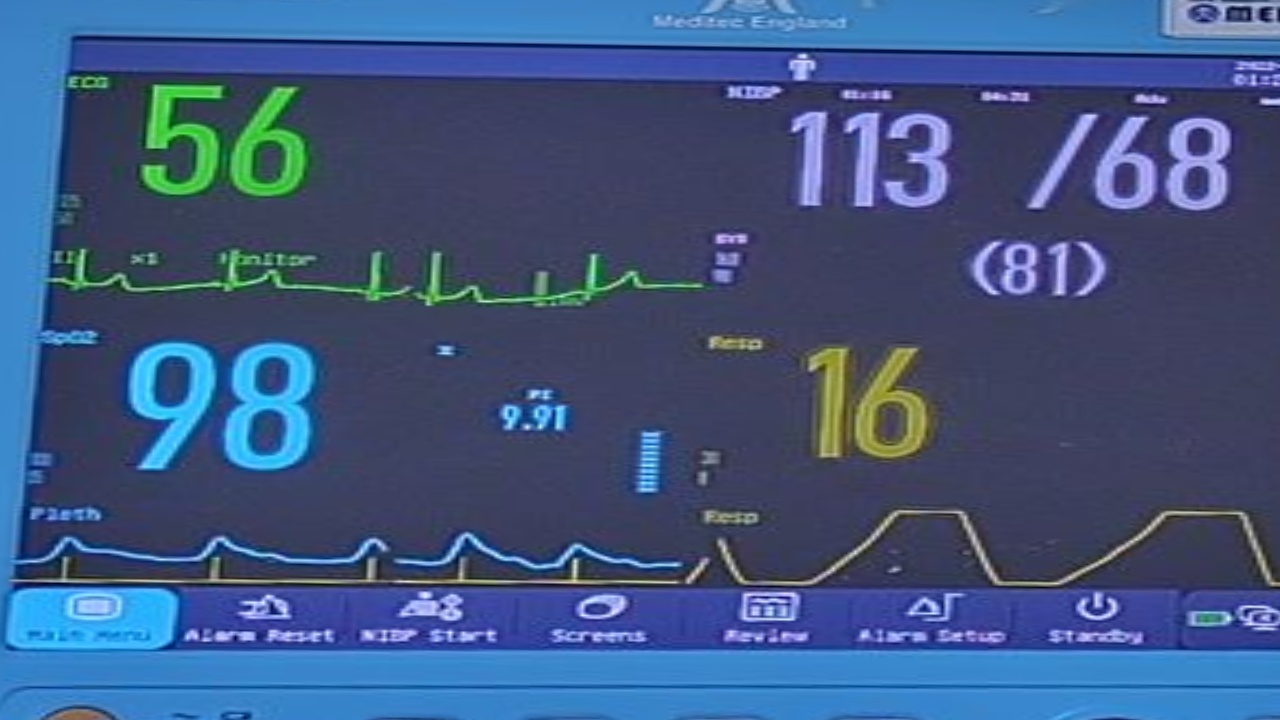 Meditec England
ECG
56
NIBP
113 /68
(81)
II x1 Monitor
SpO2
98
PI
9.91
Resp
16
Pleth
Resp
Main Menu
Alarm Reset
NIBP Start
Screens
Review
Alarm Setup
Standby